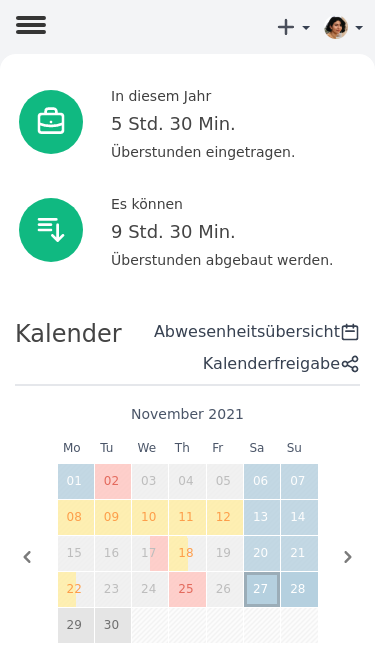 In diesem Jahr
5 Std. 30 Min.
Überstunden eingetragen.
Es können
9 Std. 30 Min.
Überstunden abgebaut werden.
Kalender
Abwesenheitsübersicht
Kalenderfreigabe
November 2021
Mo Tu We Th Fr Sa Su
01 02 03 04 05 06 07
08 09 10 11 12 13 14
15 16 17 18 19 20 21
22 23 24 25 26 27 28
29 30